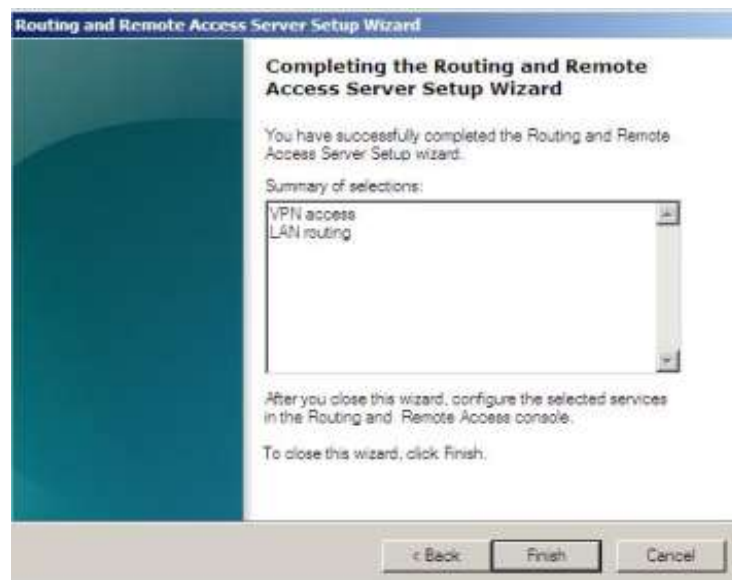 Routing and Remote Access Server Setup Wizard
Completing the Routing and Remote
Access Server Setup Wizard
You have successfully completed the Routing and Remote
Access Server Setup wizard.
Summary of selections:
VPN access
LAN routing
After you close this wizard, configure the selected services
in the Routing and Remote Access console.
To close this wizard, click Finish.
< Back
Finish
Cancel